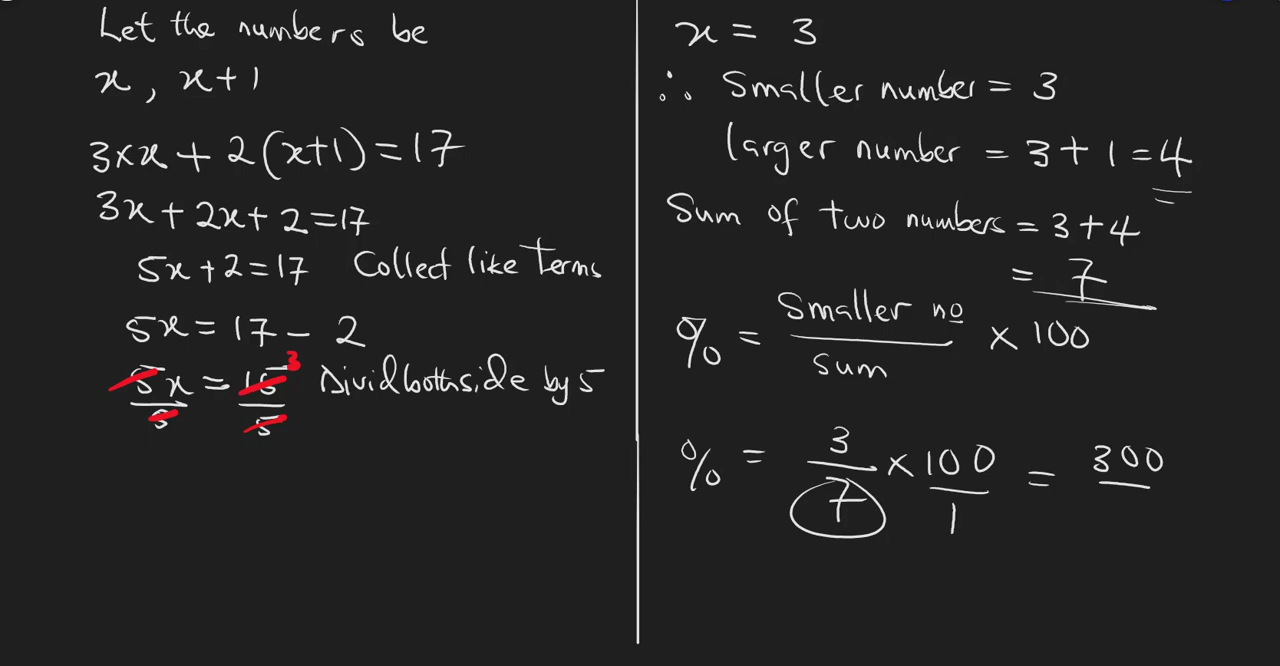 Let the numbers be
x, x+1
3×x + 2(x+1) = 17
3x + 2x + 2 = 17
5x + 2 = 17 Collect like Terms
5x = 17 - 2
5x/5 = 15/5 3 Divid both side by 5
x = 3
∴ Smaller number = 3
larger number = 3 + 1 = 4
Sum of two numbers = 3 + 4
= 7
% = Smaller no/sum × 100
% = 3/7 × 100/1 = 300